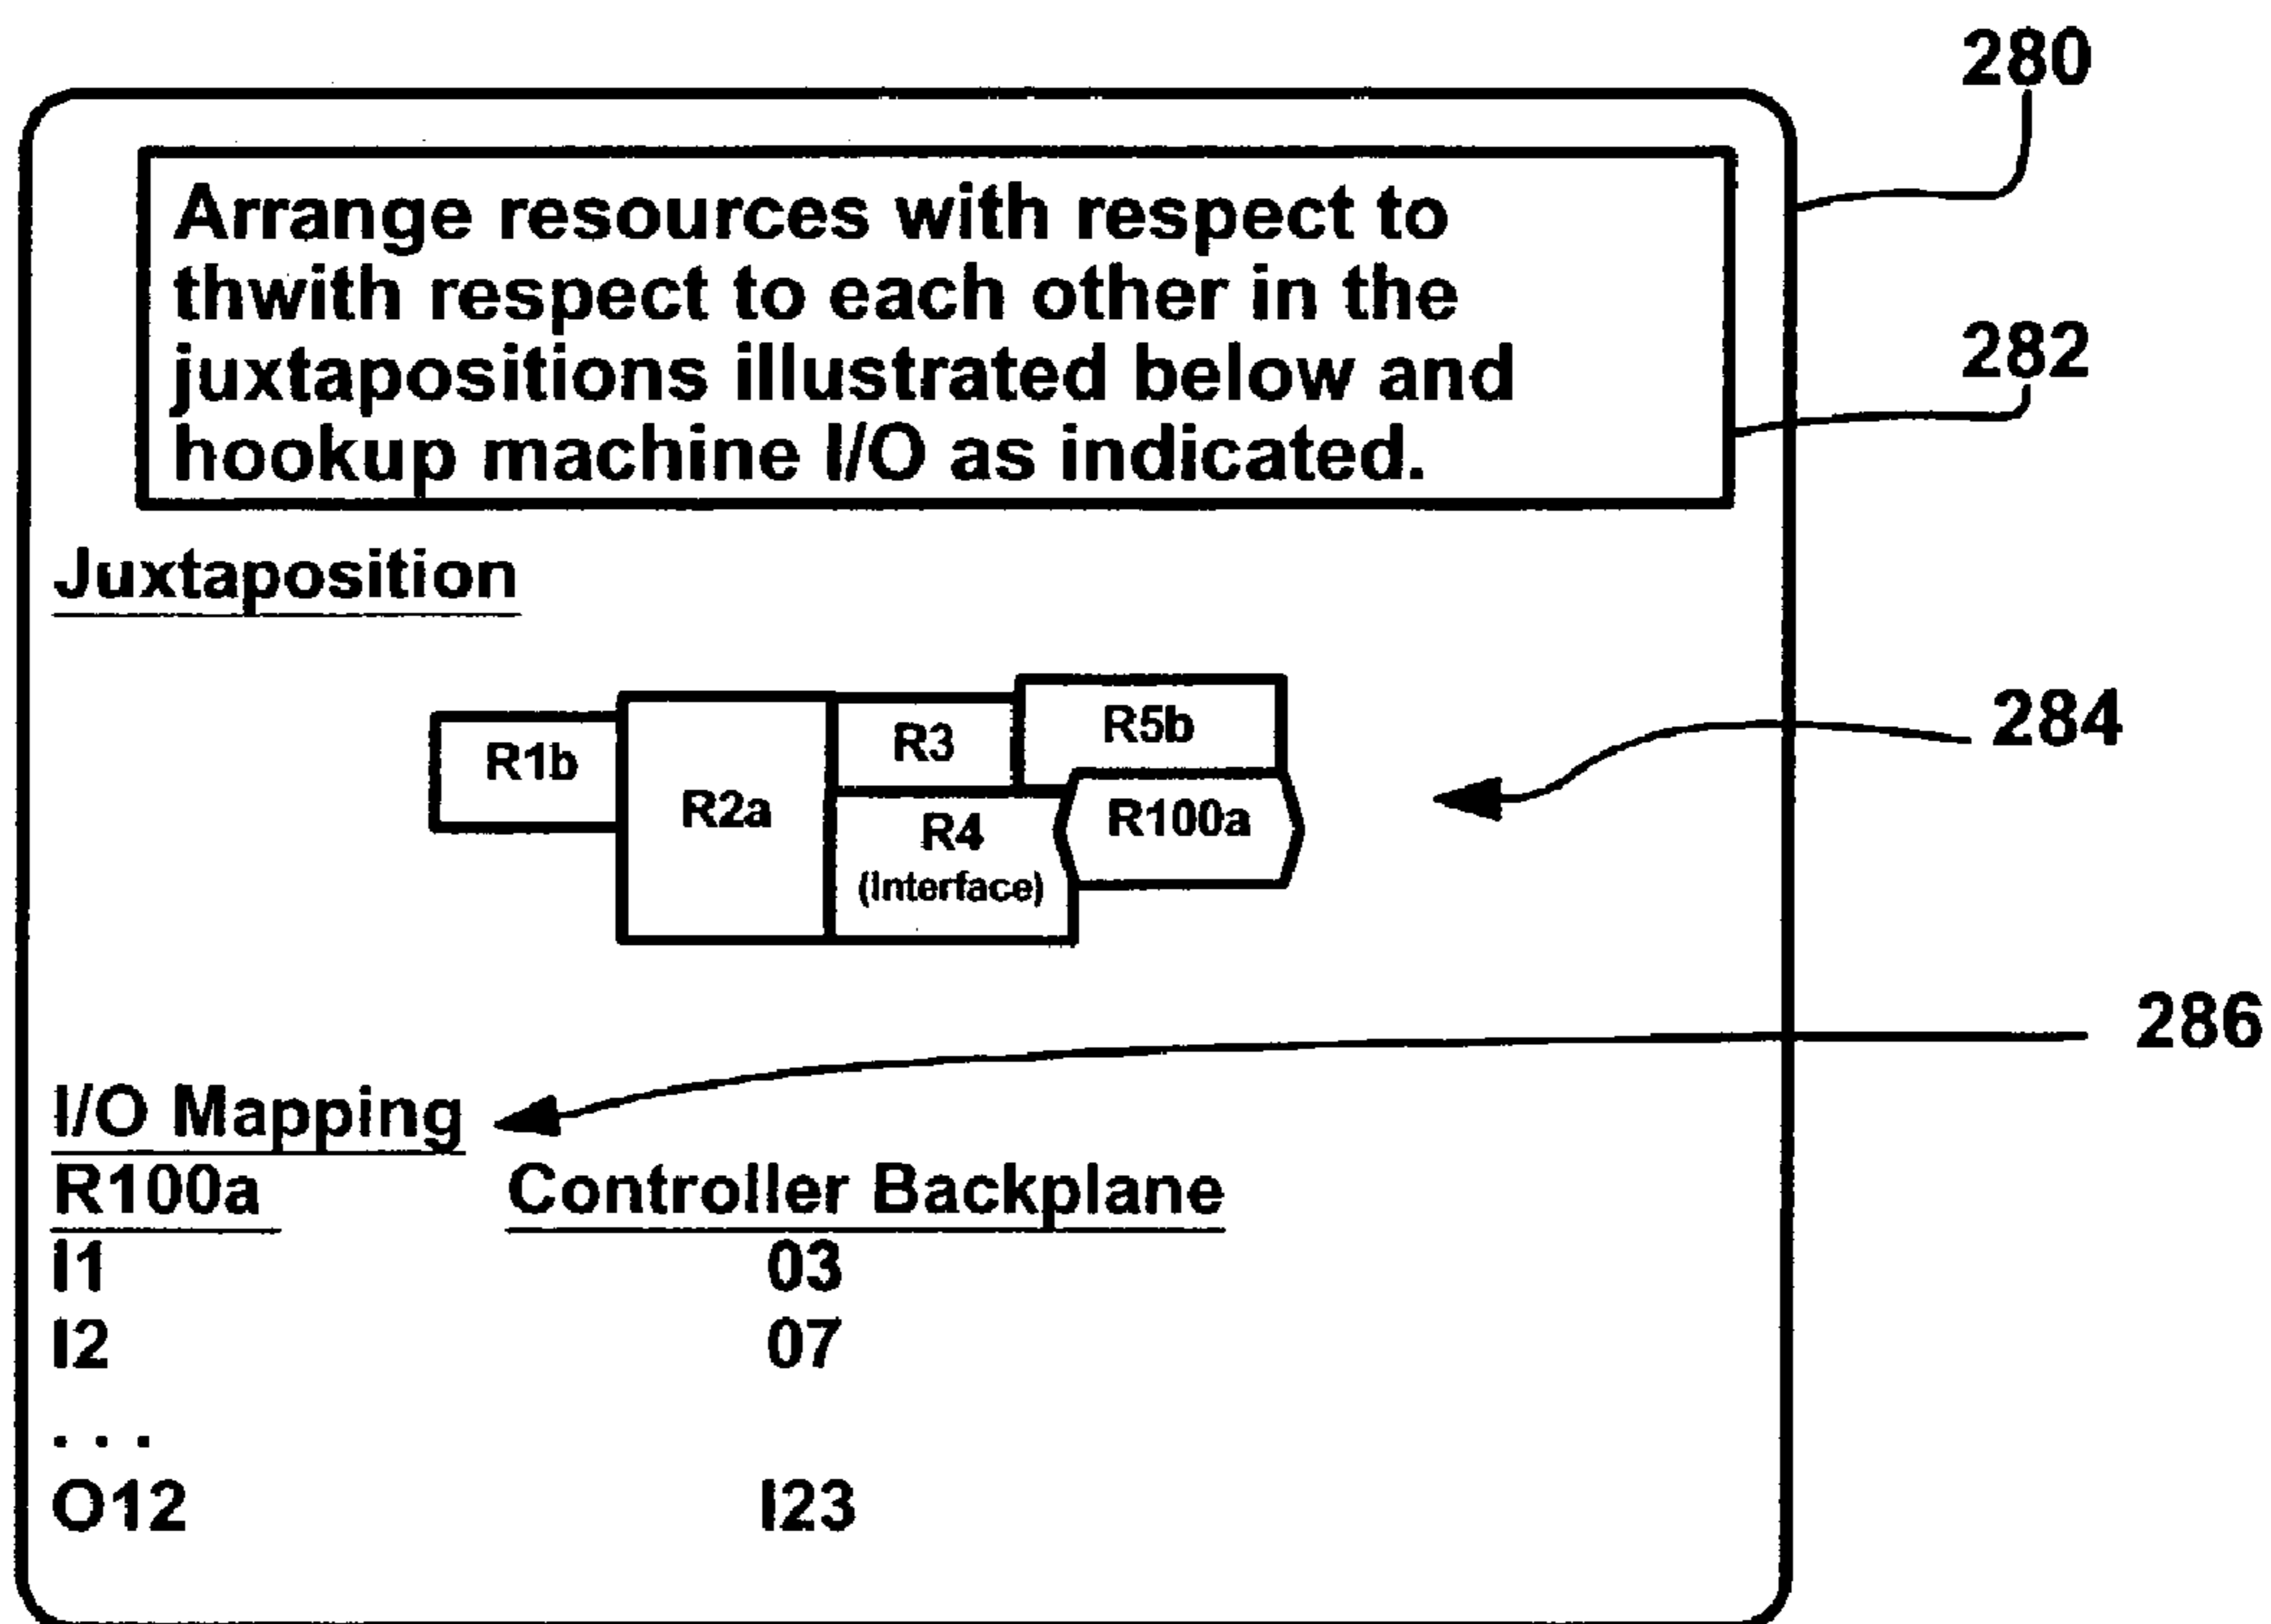 280
Arrange resources with respect to
thwith respect to each other in the
juxtapositions illustrated below and
hookup machine I/O as indicated.
282
Juxtaposition
R1b
R2a
R3
R5b
R4
(Interface)
R100a
284
286
I/O Mapping
R100a Controller Backplane
I1 03
I2 07
. . .
O12 I23